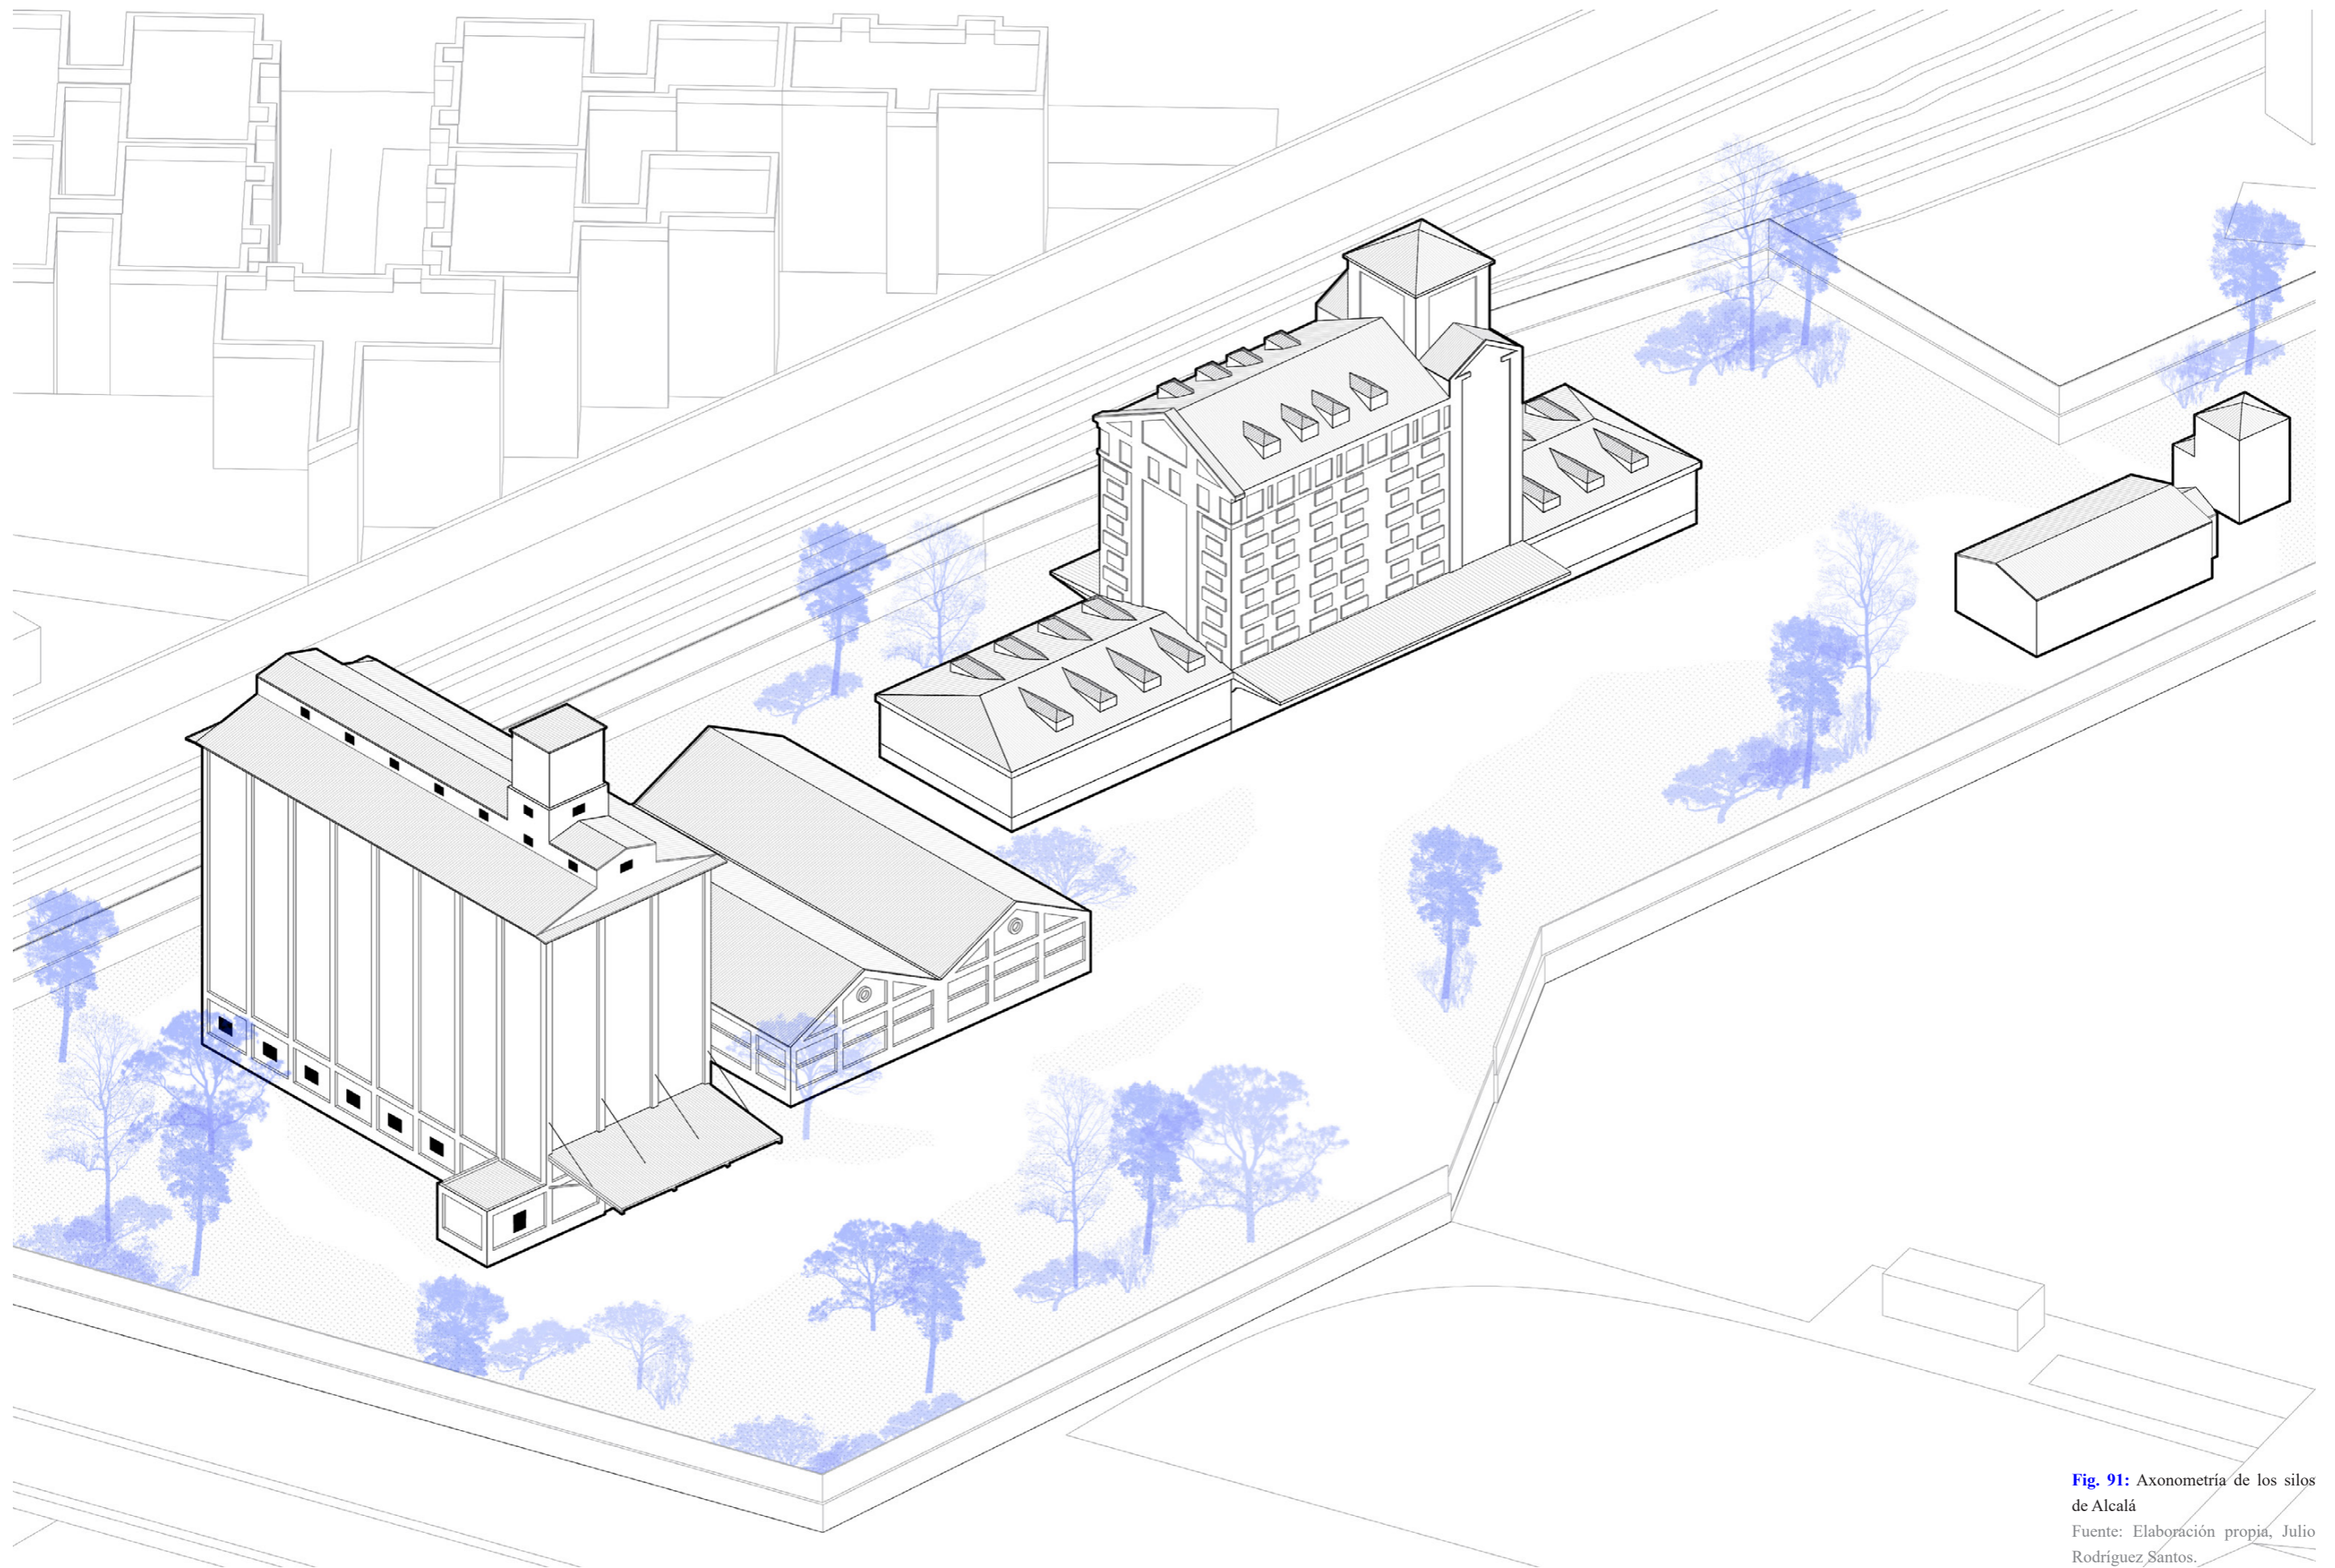 Fig. 91: Axonometría de los silos
de Alcalá
Fuente: Elaboración propia, Julio
Rodríguez Santos.